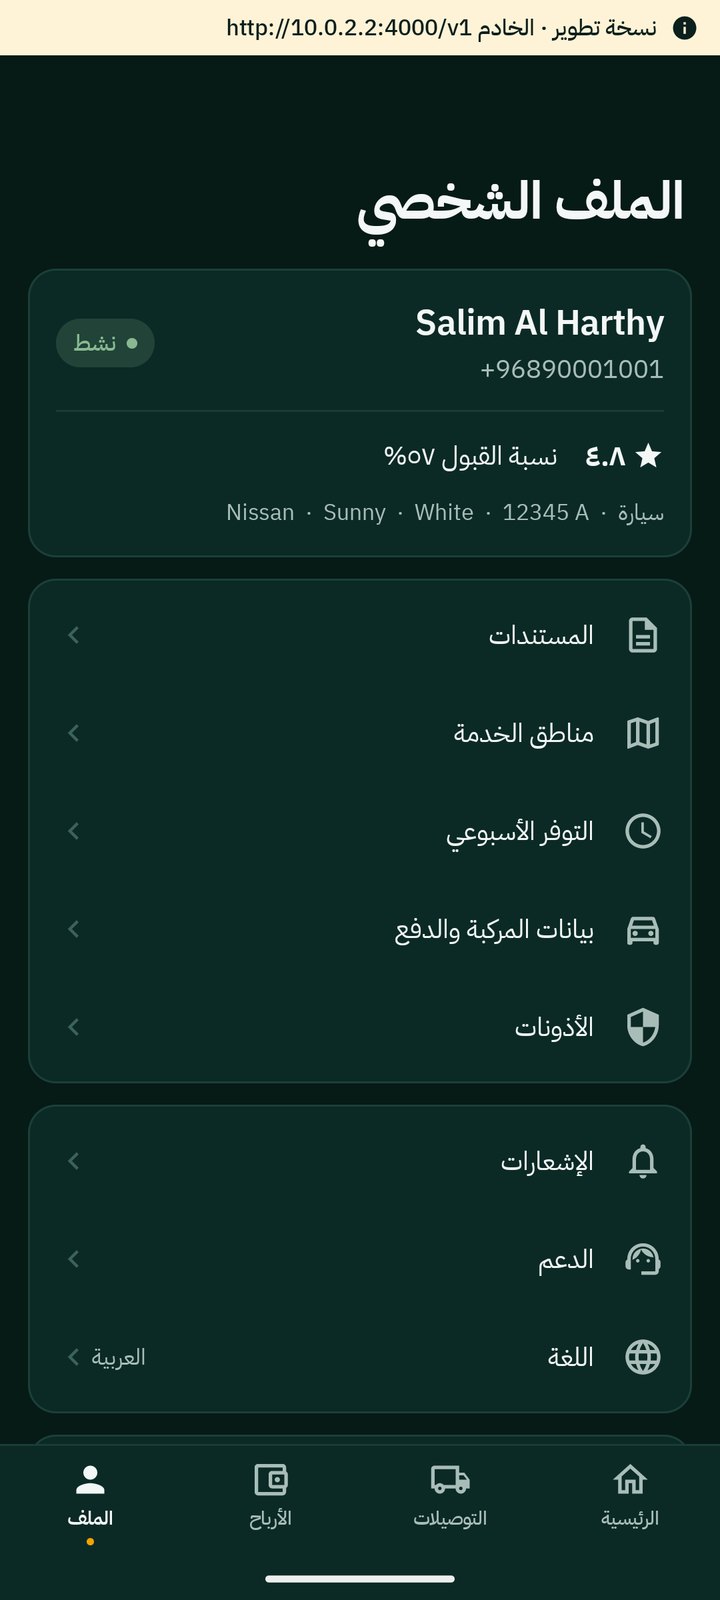 نسخة تطوير · الخادم http://10.0.2.2:4000/v1
الملف الشخصي
Salim Al Harthy
+96890001001
نشط
٤.٨ نسبة القبول ٥٧%
سيارة · Nissan · Sunny · White · 12345 A
المستندات
مناطق الخدمة
التوفر الأسبوعي
بيانات المركبة والدفع
الأذونات
الإشعارات
الدعم
اللغة العربية
الرئيسية التوصيلات الأرباح الملف